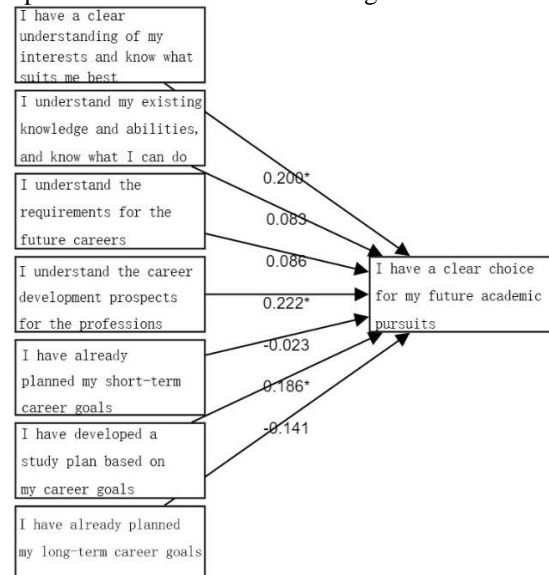 I have a clear
understanding of my
interests and know what
suits me best
I understand my existing
knowledge and abilities,
and know what I can do
I understand the
requirements for the
future careers
I understand the career
development prospects
for the professions
I have already
planned my short-term
career goals
I have developed a
study plan based on
my career goals
I have already planned
my long-term career goals
0.200*
0.083
0.086
0.222*
-0.023
0.186*
-0.141
I have a clear choice
for my future academic
pursuits